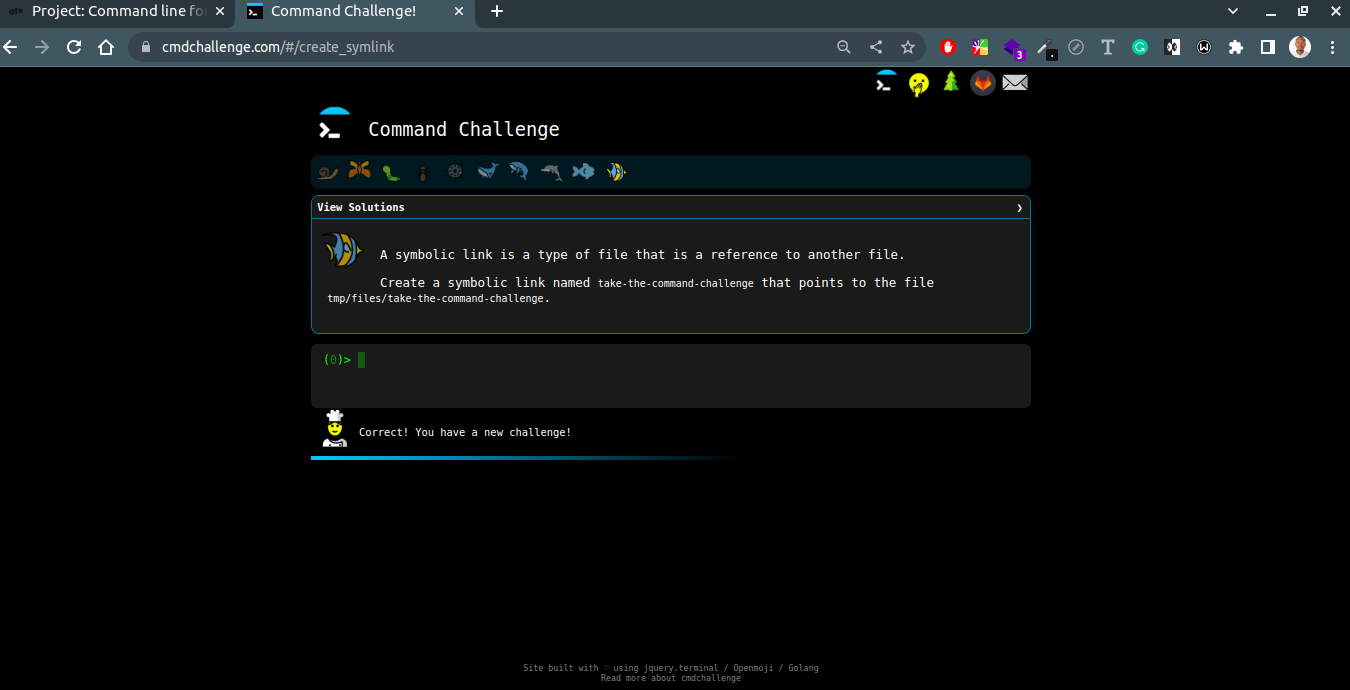 Project: Command line fo
Command Challenge!
cmdchallenge.com/#/create_symlink
3
Command Challenge
View Solutions
A symbolic link is a type of file that is a reference to another file.
Create a symbolic link named take-the-command-challenge that points to the file
tmp/files/take-the-command-challenge.
(0)>
Correct! You have a new challenge!
Site built with ♡ using jquery.terminal / Openmoji / Golang
Read more about cmdchallenge